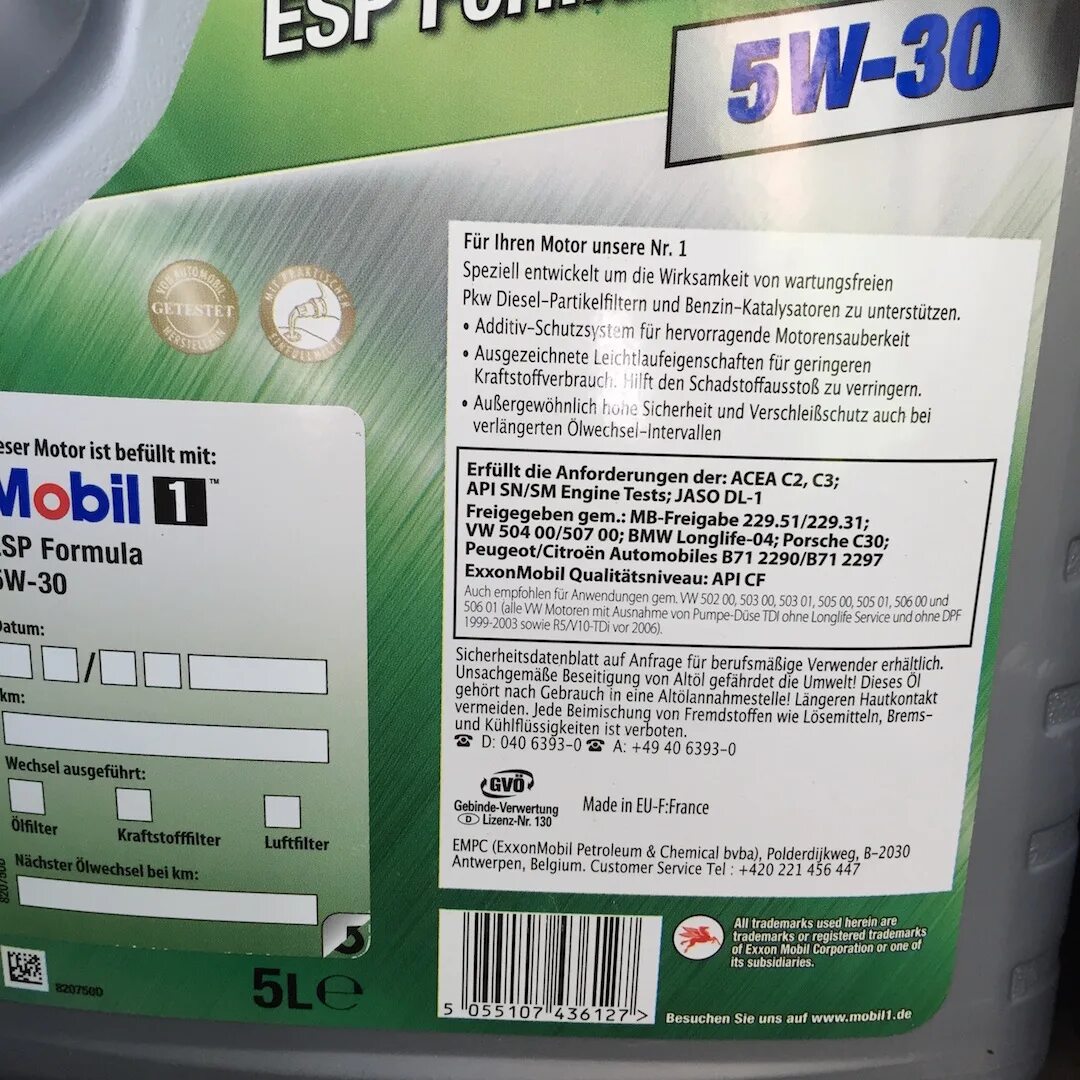 ESP Formu
5W-30
VON AUTOMOBIL
GETESTET
HERSTELLERN
MIT PRAKTISCHER
EINFÜLLHILFE
Für Ihren Motor unsere Nr. 1
Speziell entwickelt um die Wirksamkeit von wartungsfreien
Pkw Diesel-Partikelfiltern und Benzin-Katalysatoren zu unterstützen.
• Additiv-Schutzsystem für hervorragende Motorensauberkeit
• Ausgezeichnete Leichtlaufeigenschaften für geringeren
Kraftstoffverbrauch. Hilft den Schadstoffausstoß zu verringern.
• Außergewöhnlich hohe Sicherheit und Verschleißschutz auch bei
verlängerten Ölwechsel-Intervallen
Erfüllt die Anforderungen der: ACEA C2, C3;
API SN/SM Engine Tests; JASO DL-1
Freigegeben gem.: MB-Freigabe 229.51/229.31;
VW 504 00/507 00; BMW Longlife-04; Porsche C30;
Peugeot/Citroën Automobiles B71 2290/B71 2297
ExxonMobil Qualitätsniveau: API CF
Auch empfohlen für Anwendungen gem. VW 502 00, 503 00, 503 01, 505 00, 505 01, 506 00 und
506 01 (alle VW Motoren mit Ausnahme von Pumpe-Düse TDI ohne Longlife Service und ohne DPF
1999-2003 sowie R5/V10-TDi vor 2006).
Sicherheitsdatenblatt auf Anfrage für berufsmäßige Verwender erhältlich.
Unsachgemäße Beseitigung von Altöl gefährdet die Umwelt! Dieses Öl
gehört nach Gebrauch in eine Altölannahmestelle! Längeren Hautkontakt
vermeiden. Jede Beimischung von Fremdstoffen wie Lösemitteln, Brems-
und Kühlflüssigkeiten ist verboten.
☎ D: 040 6393-0 ☎ A: +49 40 6393-0
GVÖ
Gebinde-Verwertung
D Lizenz-Nr. 130
Made in EU-F:France
EMPC (ExxonMobil Petroleum & Chemical bvba), Polderdijkweg, B-2030
Antwerpen, Belgium. Customer Service Tel : +420 221 456 447
eser Motor ist befüllt mit:
Mobil 1™
SP Formula
5W-30
Datum:
/
km:
Wechsel ausgeführt:
Ölfilter Kraftstofffilter Luftfilter
Nächster Ölwechsel bei km:
820750D
820750D
5L℮
5 055107 436127 >
All trademarks used herein are
trademarks or registered trademarks
of Exxon Mobil Corporation or one of
its subsidiaries.
Besuchen Sie uns auf www.mobil1.de